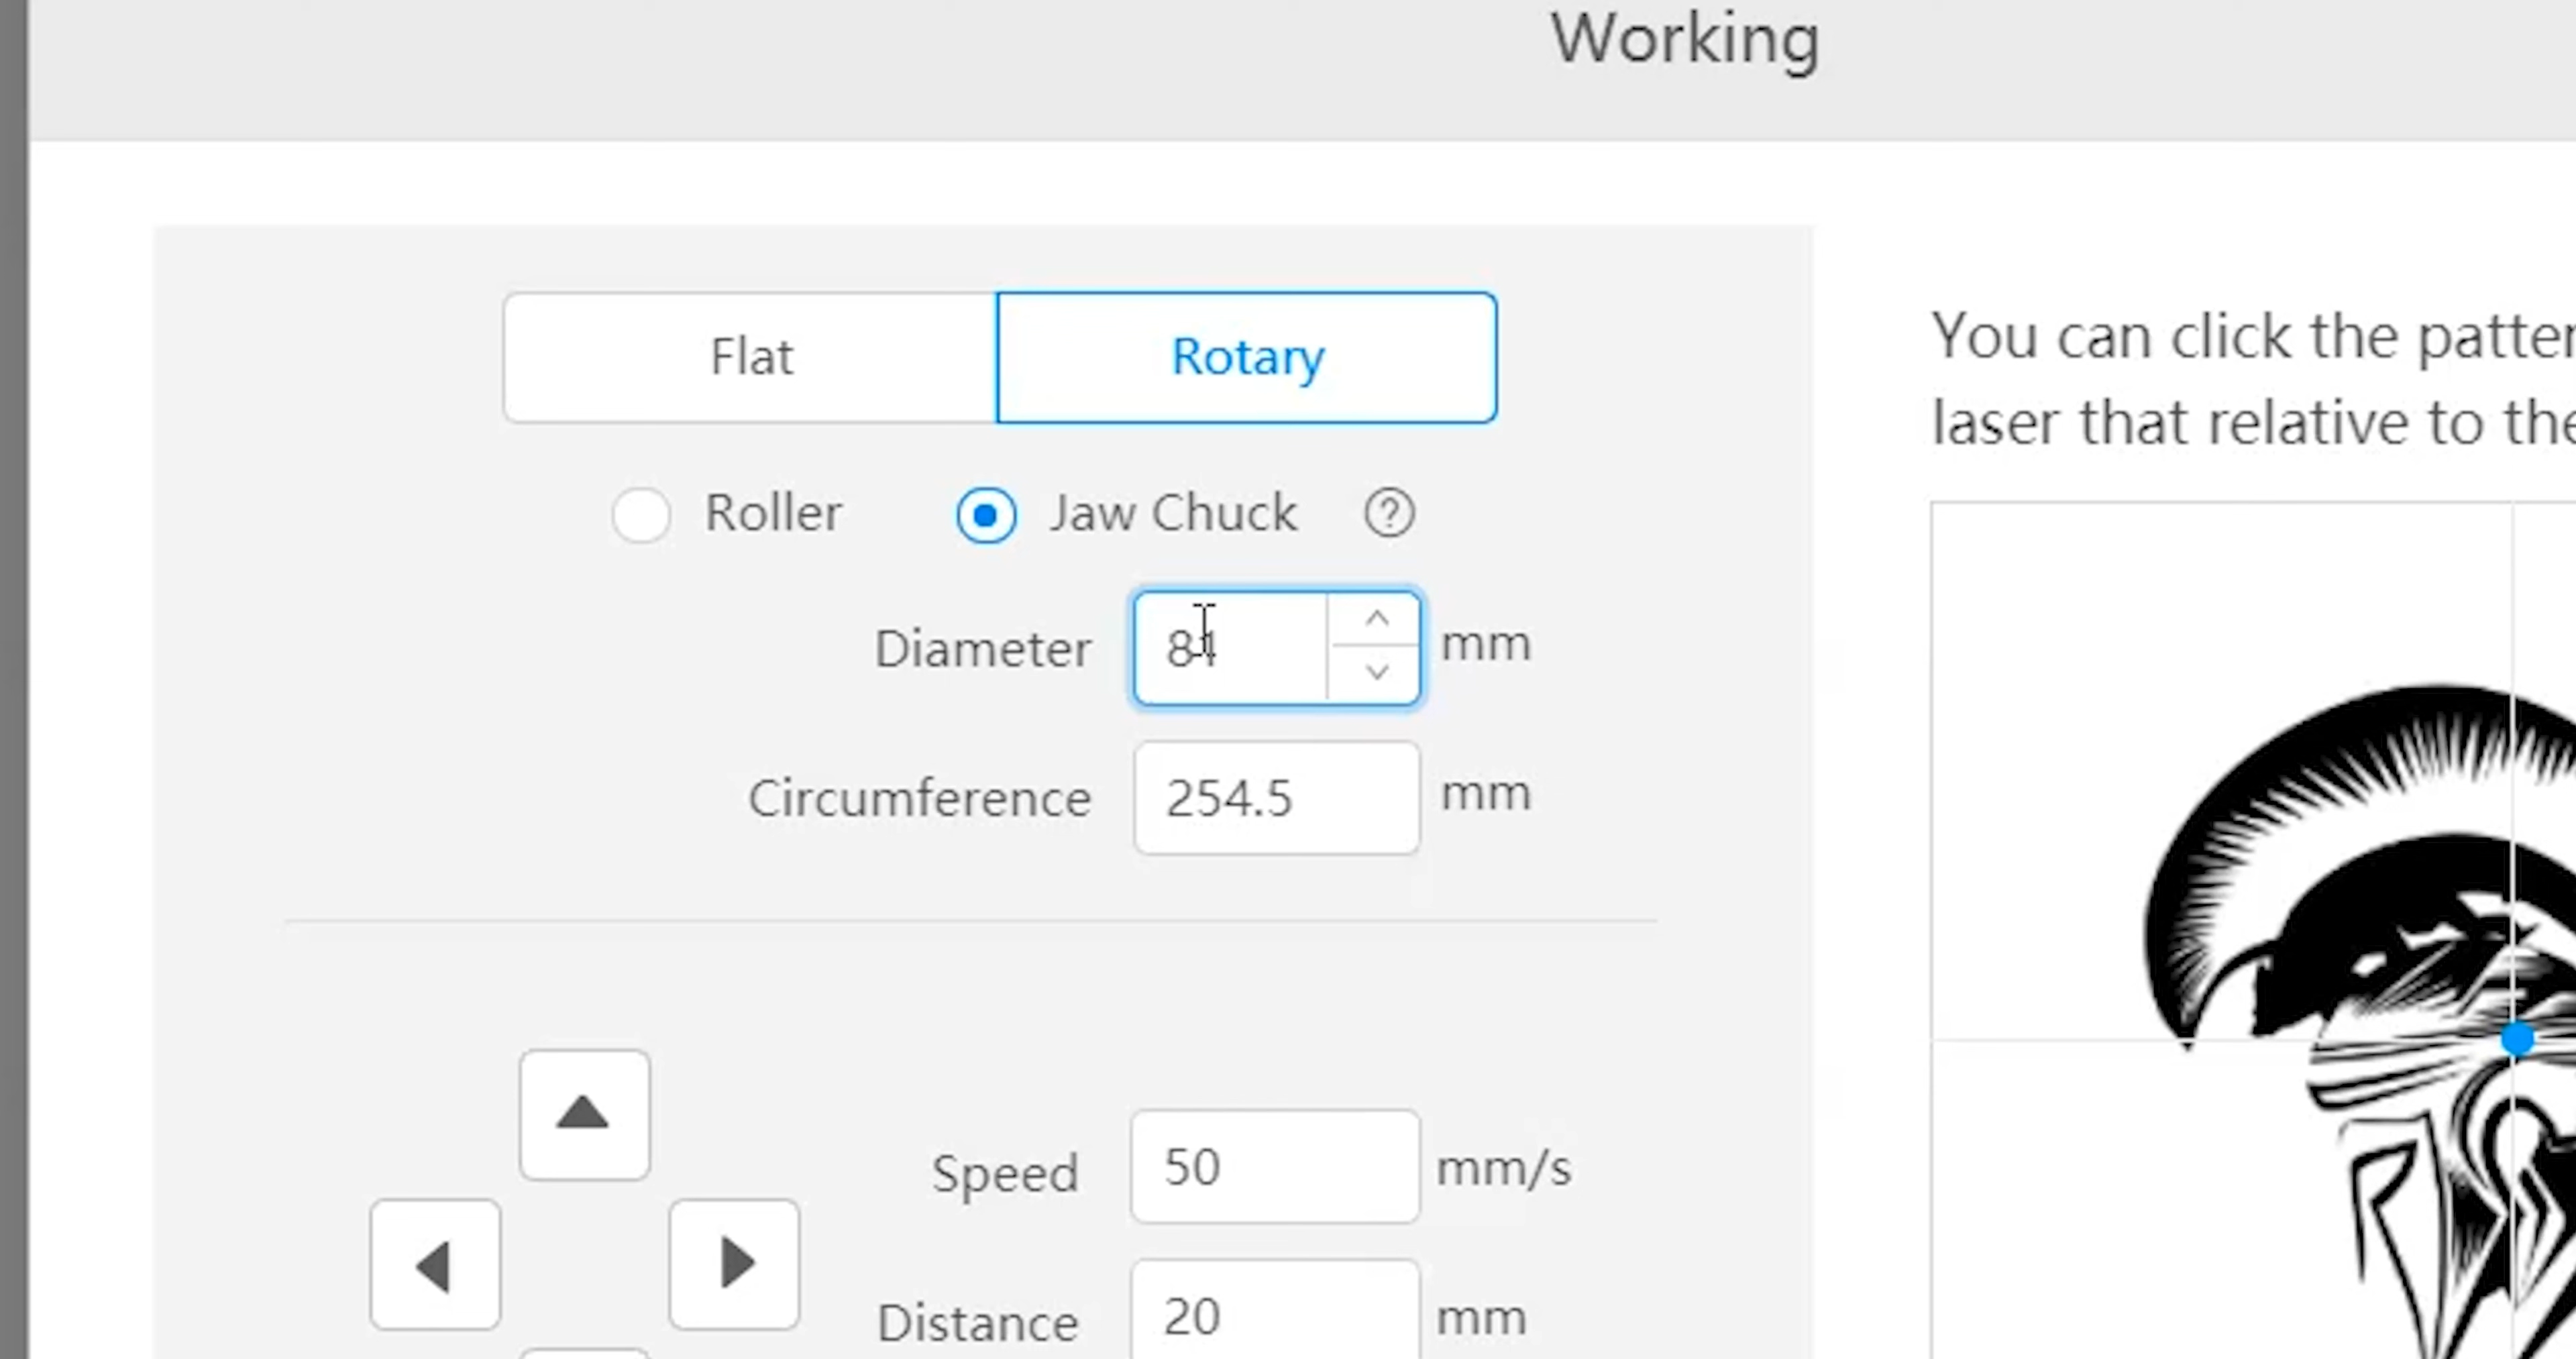 Working
Flat
Rotary
You can click the patter
laser that relative to the
Roller
Jaw Chuck
?
Diameter
81
mm
Circumference
254.5
mm
Speed
50
mm/s
Distance
20
mm